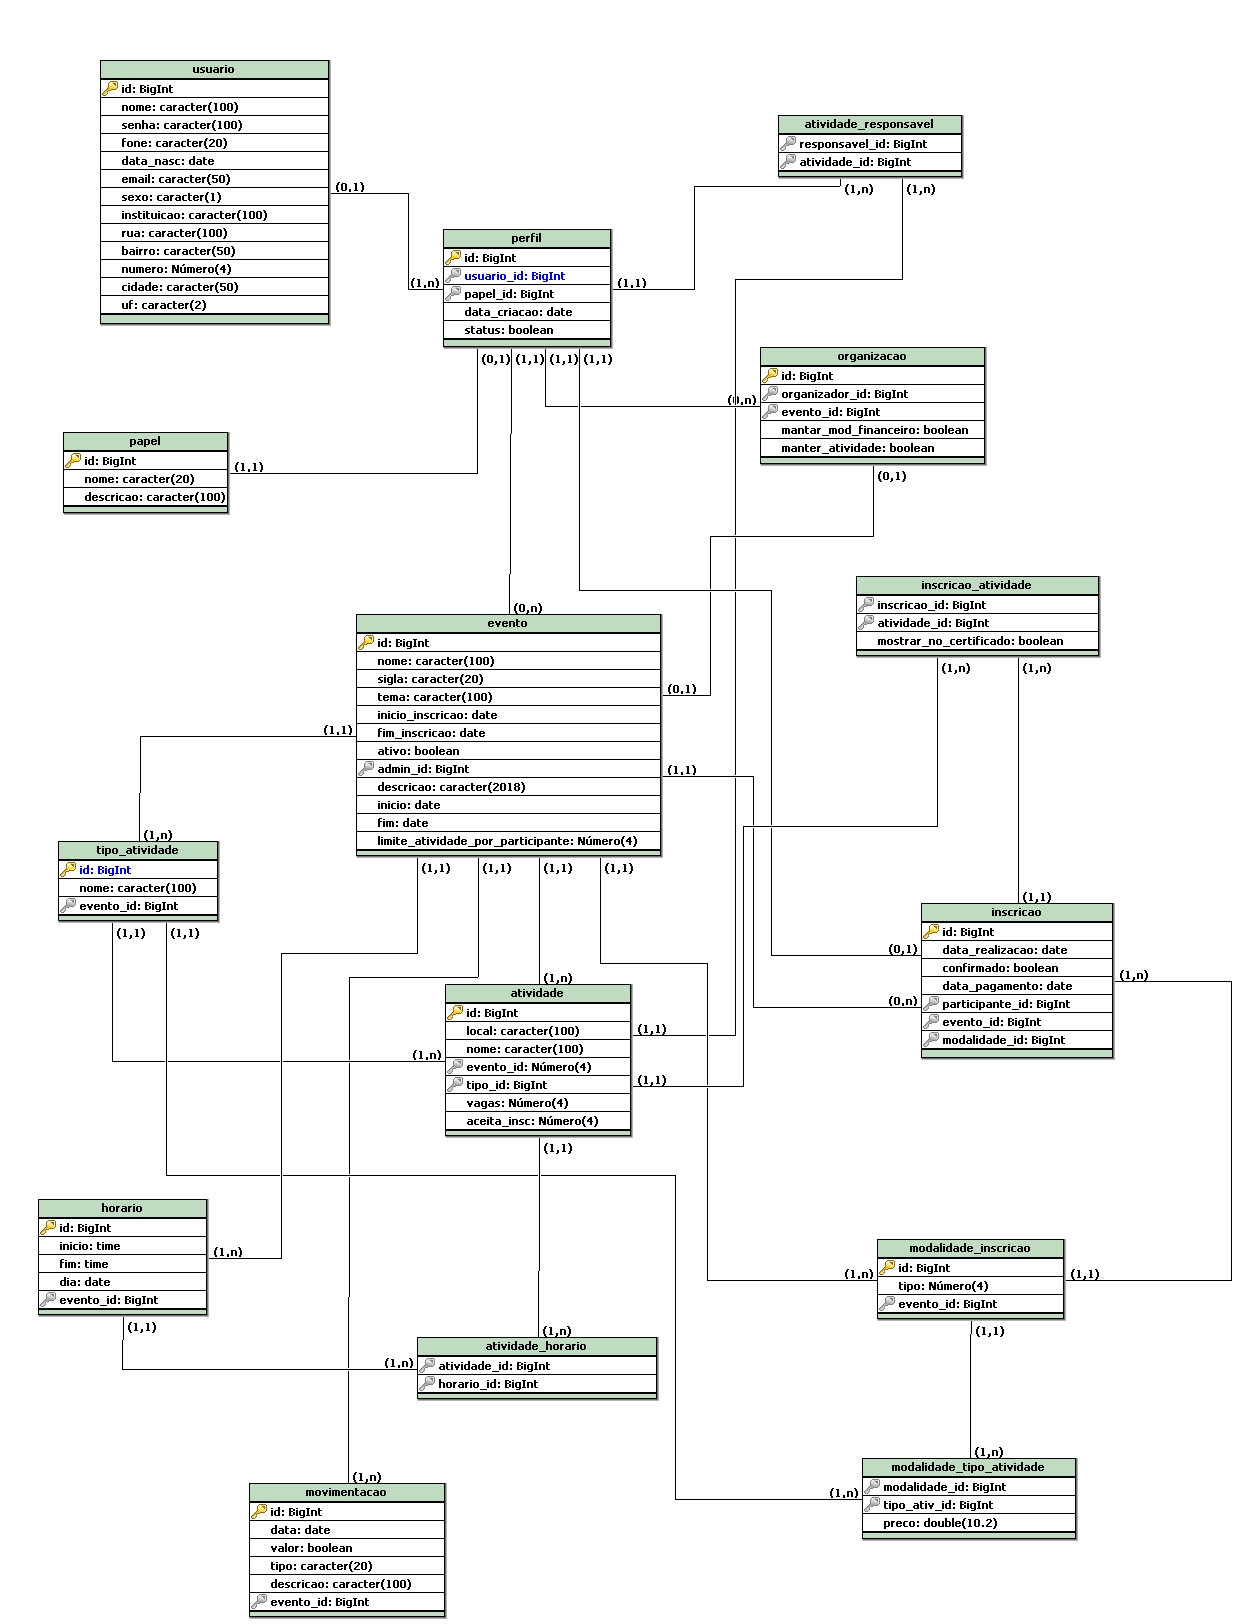 usuario
id: BigInt
nome: caracter(100)
senha: caracter(100)
fone: caracter(20)
data_nasc: date
email: caracter(50)
sexo: caracter(1)
instituicao: caracter(100)
rua: caracter(100)
bairro: caracter(50)
numero: Número(4)
cidade: caracter(50)
uf: caracter(2)
(0,1)
(1,n)
atividade_responsavel
responsavel_id: BigInt
atividade_id: BigInt
(1,n)
(1,n)
perfil
id: BigInt
usuario_id: BigInt
papel_id: BigInt
data_criacao: date
status: boolean
(1,1)
(0,1)
(1,1)
(1,1)
(1,1)
organizacao
id: BigInt
organizador_id: BigInt
evento_id: BigInt
mantar_mod_financeiro: boolean
manter_atividade: boolean
(0,n)
(0,1)
papel
id: BigInt
nome: caracter(20)
descricao: caracter(100)
(1,1)
inscricao_atividade
inscricao_id: BigInt
atividade_id: BigInt
mostrar_no_certificado: boolean
(1,n)
(1,n)
(0,n)
evento
id: BigInt
nome: caracter(100)
sigla: caracter(20)
tema: caracter(100)
inicio_inscricao: date
fim_inscricao: date
ativo: boolean
admin_id: BigInt
descricao: caracter(2018)
inicio: date
fim: date
limite_atividade_por_participante: Número(4)
(0,1)
(1,1)
(1,1)
(1,1)
(1,1)
(1,1)
(1,1)
(1,n)
tipo_atividade
id: BigInt
nome: caracter(100)
evento_id: BigInt
(1,1)
(1,1)
(1,1)
inscricao
id: BigInt
data_realizacao: date
confirmado: boolean
data_pagamento: date
participante_id: BigInt
evento_id: BigInt
modalidade_id: BigInt
(0,1)
(0,n)
(1,n)
(1,n)
atividade
id: BigInt
local: caracter(100)
nome: caracter(100)
evento_id: Número(4)
tipo_id: BigInt
vagas: Número(4)
aceita_insc: Número(4)
(1,n)
(1,1)
(1,1)
(1,1)
horario
id: BigInt
inicio: time
fim: time
dia: date
evento_id: BigInt
(1,n)
(1,1)
modalidade_inscricao
id: BigInt
tipo: Número(4)
evento_id: BigInt
(1,n)
(1,1)
(1,1)
(1,n)
atividade_horario
atividade_id: BigInt
horario_id: BigInt
(1,n)
(1,n)
modalidade_tipo_atividade
modalidade_id: BigInt
tipo_ativ_id: BigInt
preco: double(10.2)
(1,n)
(1,n)
movimentacao
id: BigInt
data: date
valor: boolean
tipo: caracter(20)
descricao: caracter(100)
evento_id: BigInt